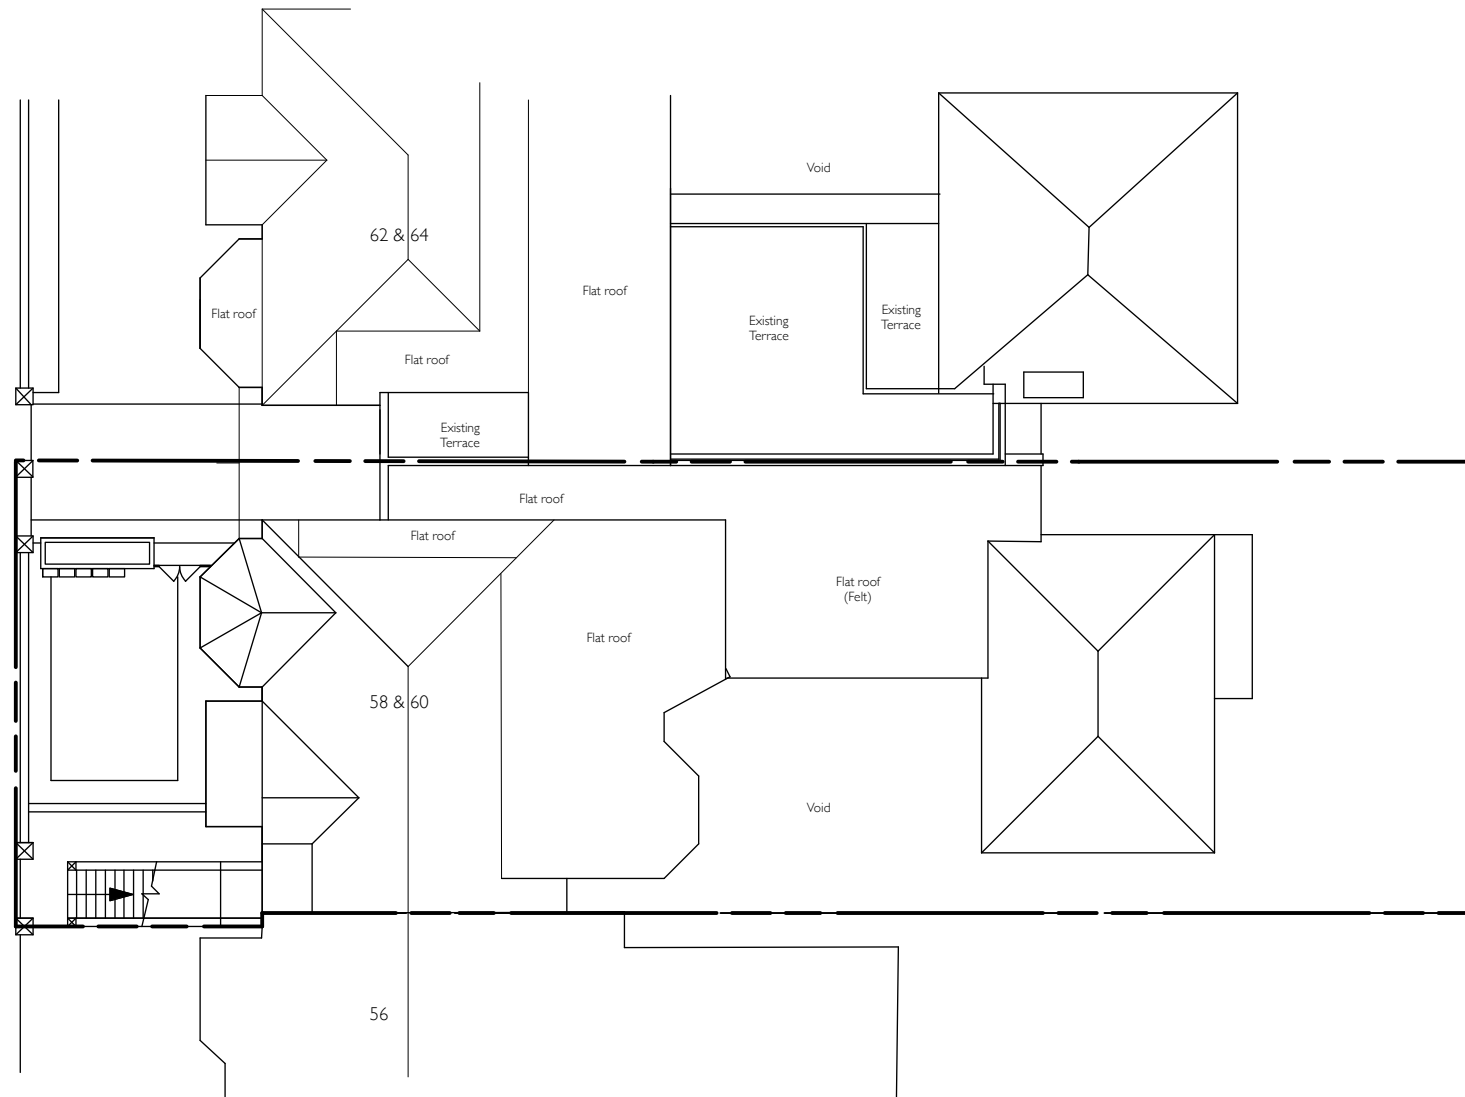 Void
62 & 64
Flat roof
Flat roof
Existing
Terrace
Existing
Terrace
Flat roof
Existing
Terrace
Flat roof
Flat roof
Flat roof
(Felt)
Flat roof
58 & 60
Void
56